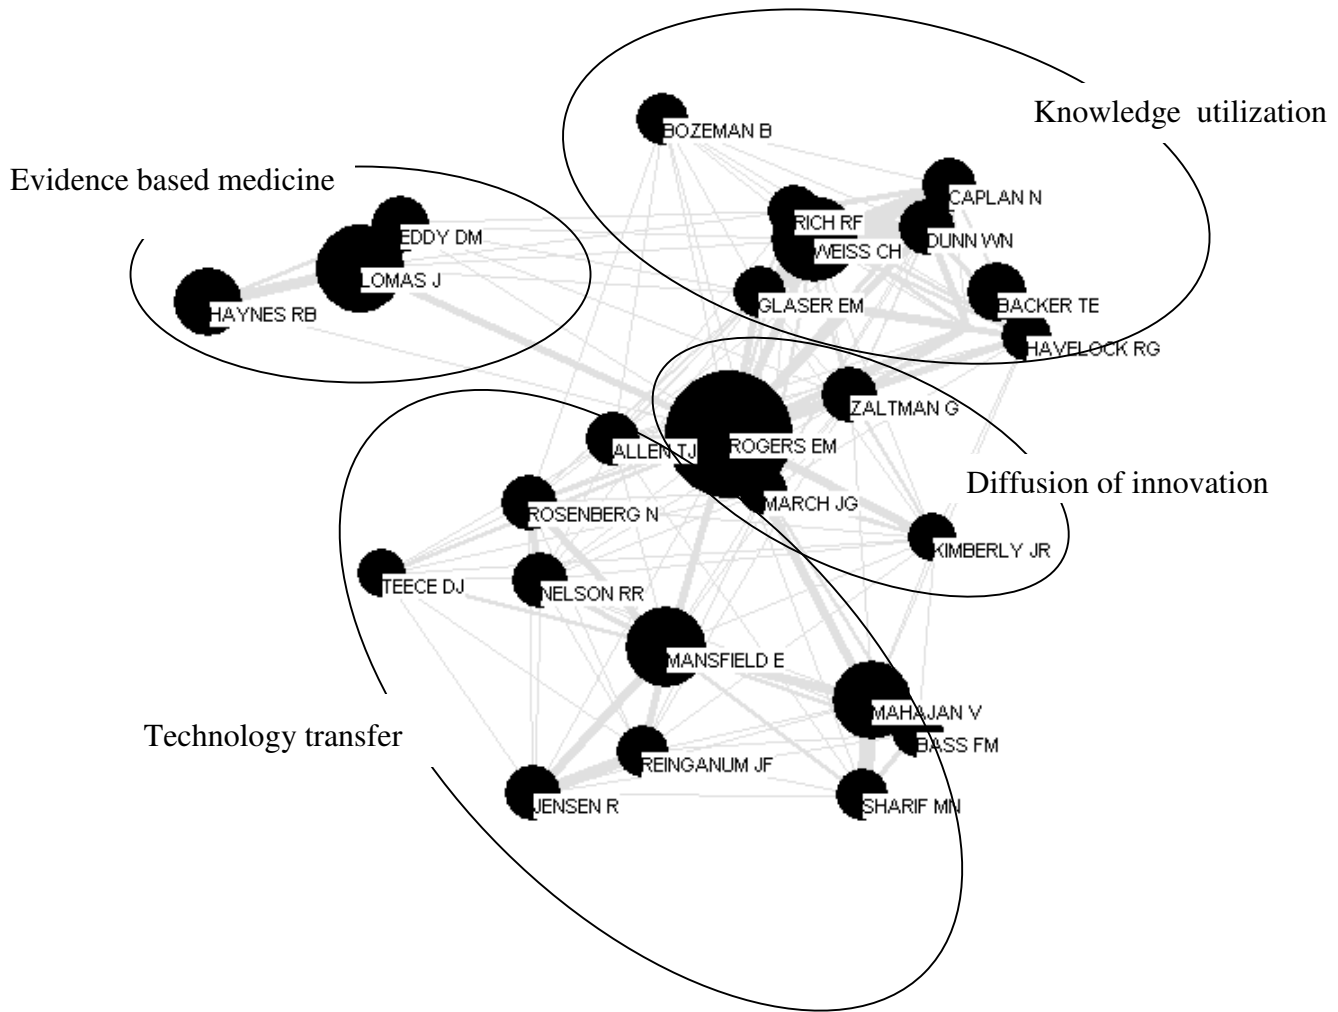 Knowledge utilization
BOZEMAN B
Evidence based medicine
CAPLAN N
RICH RF
EDDY DM
DUNN WN
WEISS CH
LOMAS J
GLASER EM
BACKER TE
HAYNES RB
HAVELOCK RG
ZALTMAN G
ROGERS EM
ALLEN TJ
Diffusion of innovation
MARCH JG
ROSENBERG N
KIMBERLY JR
TEECE DJ
NELSON RR
MANSFIELD E
MAHAJAN V
Technology transfer
BASS FM
REINGANUM JF
JENSEN R
SHARIF MN